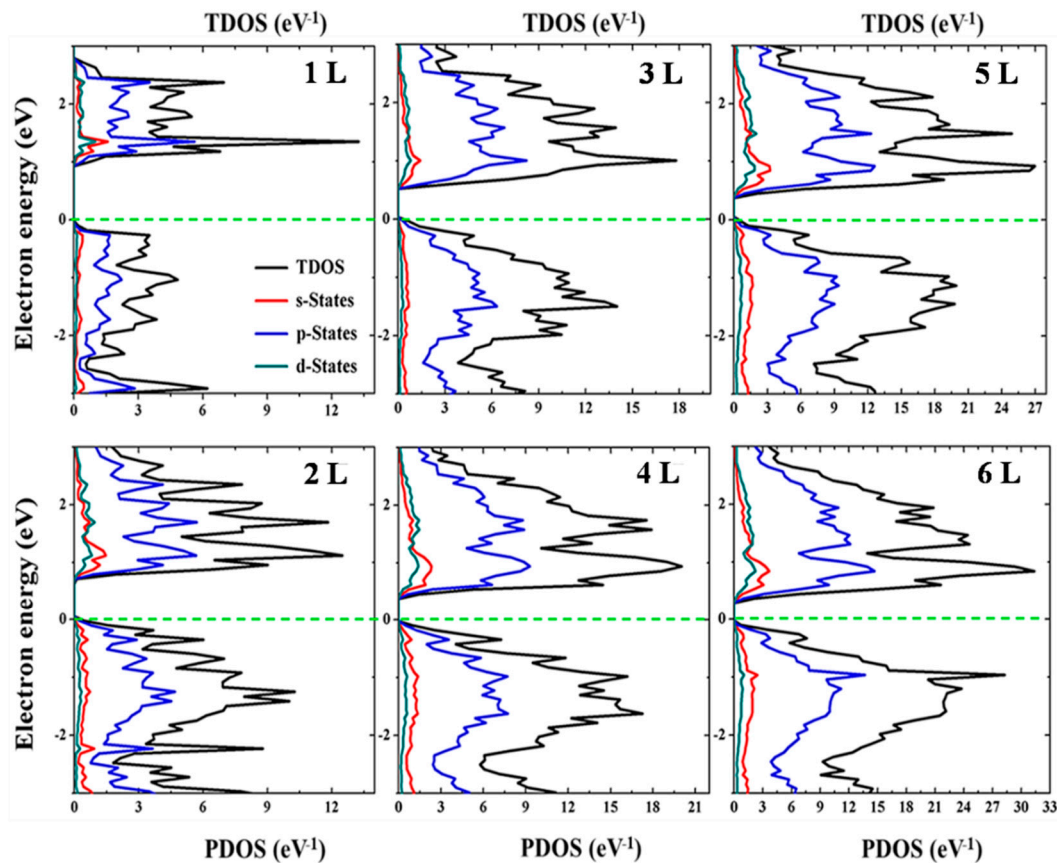 TDOS (eV⁻¹) TDOS (eV⁻¹) TDOS (eV⁻¹)
1 L 3 L 5 L
Electron energy (eV)
2 2 2
0 0 0
-2 -2 -2
TDOS
s-States
p-States
d-States
0 3 6 9 12 0 3 6 9 12 15 18 0 3 6 9 12 15 18 21 24 27
2 L 4 L 6 L
Electron energy (eV)
2 2 2
0 0 0
-2 -2 -2
0 3 6 9 12 0 3 6 9 12 15 18 21 0 3 6 9 12 15 18 21 24 27 30 33
PDOS (eV⁻¹) PDOS (eV⁻¹) PDOS (eV⁻¹)